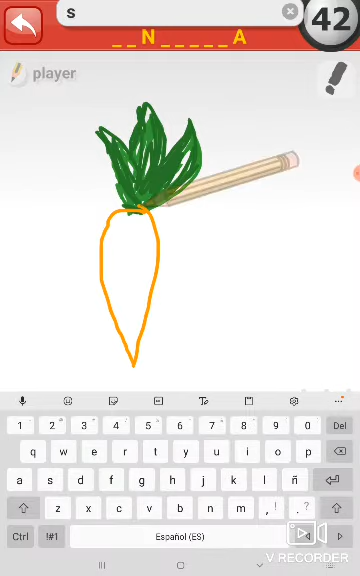 s
42
_ _ N _ _ _ _ _ A
player
1 2 3 4 5 6 7 8 9 0 Del
q w e r t y u i o p
a s d f g h j k l ñ
z x c v b n m , ! . ?
Ctrl !#1 Español (ES)
V RECORDER